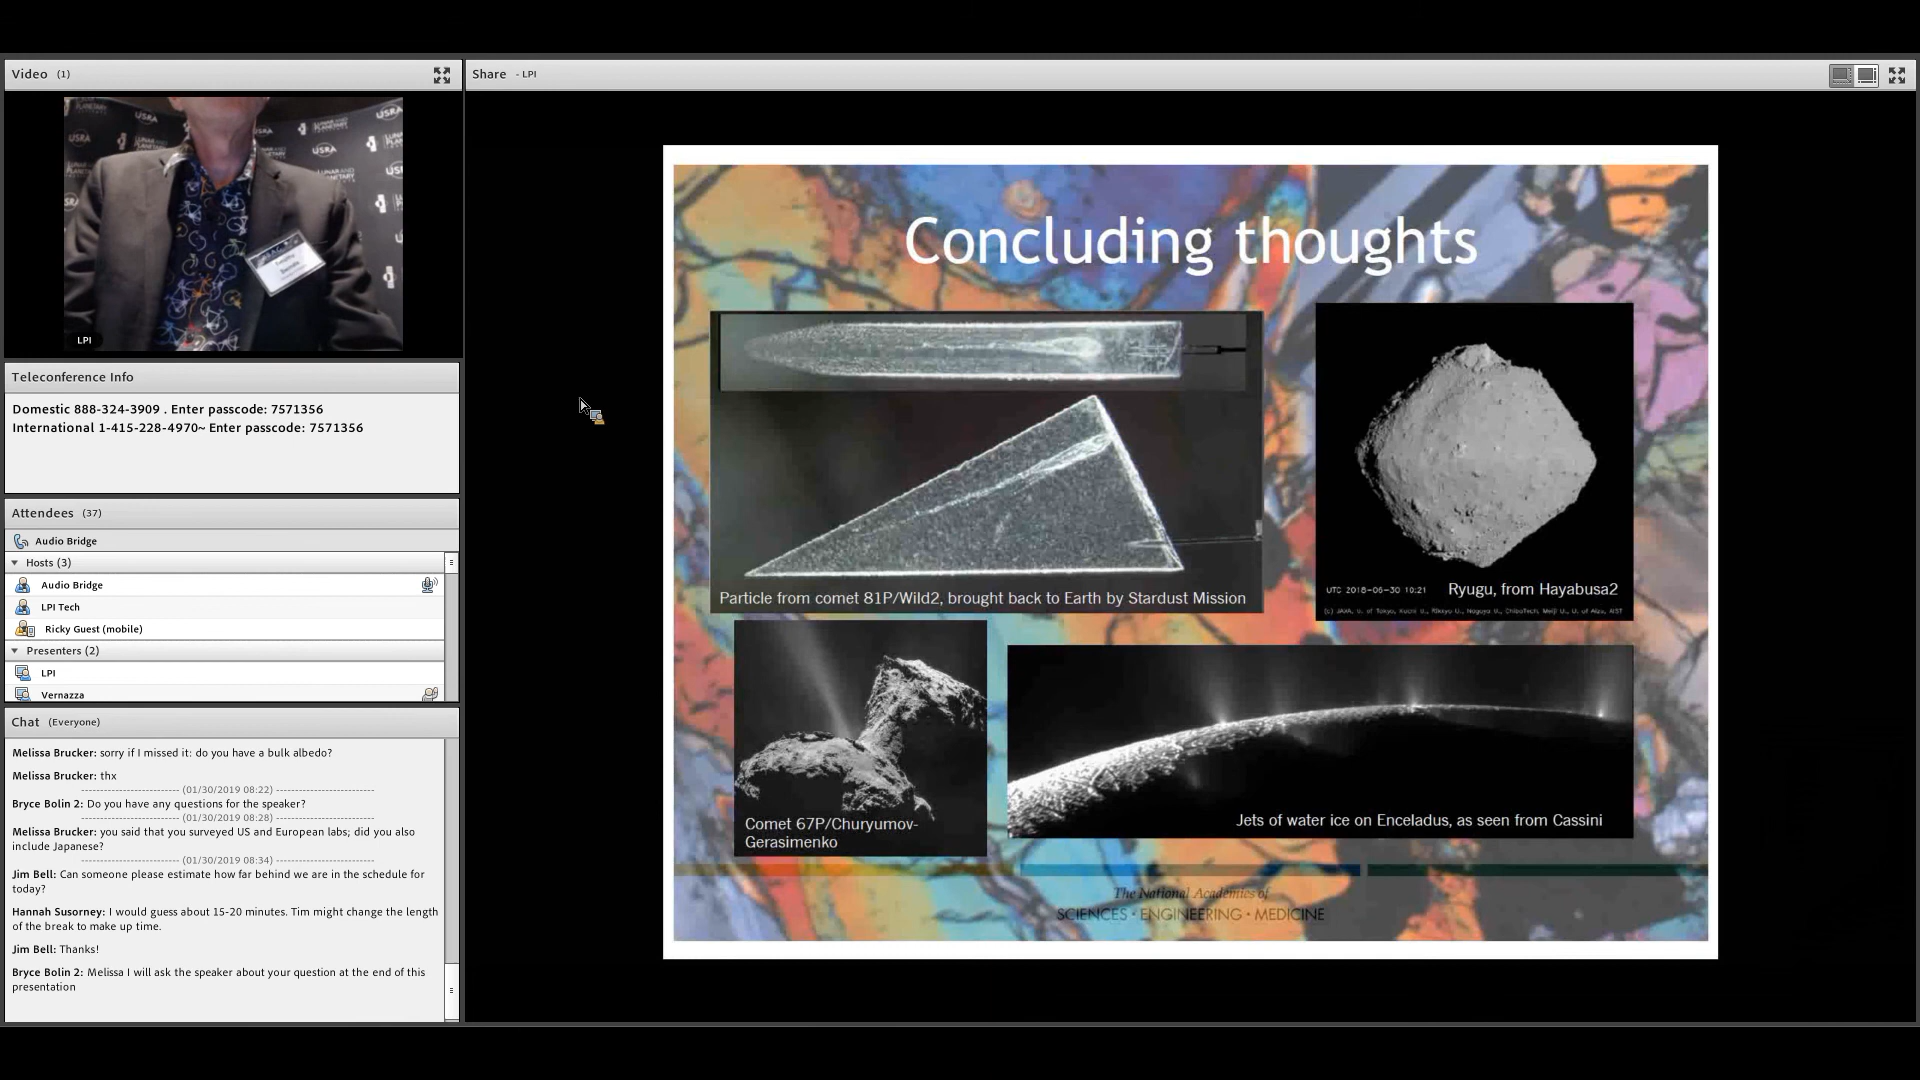 Video (1)
USRA
USRA
USRA
LUNAR AND
PLANETARY
LPI
Teleconference Info
Domestic 888-324-3909 . Enter passcode: 7571356
International 1-415-228-4970~ Enter passcode: 7571356
Attendees (37)
Audio Bridge
Hosts (3)
Audio Bridge
LPI Tech
Ricky Guest (mobile)
Presenters (2)
LPI
Vernazza
Chat (Everyone)
Melissa Brucker: sorry if I missed it: do you have a bulk albedo?
Melissa Brucker: thx
(01/30/2019 08:22)
Bryce Bolin 2: Do you have any questions for the speaker?
(01/30/2019 08:28)
Melissa Brucker: you said that you surveyed US and European labs; did you also
include Japanese?
(01/30/2019 08:34)
Jim Bell: Can someone please estimate how far behind we are in the schedule for
today?
Hannah Susorney: I would guess about 15-20 minutes. Tim might change the length
of the break to make up time.
Jim Bell: Thanks!
Bryce Bolin 2: Melissa I will ask the speaker about your question at the end of this
presentation
Share - LPI
Concluding thoughts
Particle from comet 81P/Wild2, brought back to Earth by Stardust Mission
UTC 2018-06-30 10:21
Ryugu, from Hayabusa2
Comet 67P/Churyumov-
Gerasimenko
Jets of water ice on Enceladus, as seen from Cassini
The National Academies of
SCIENCES · ENGINEERING · MEDICINE